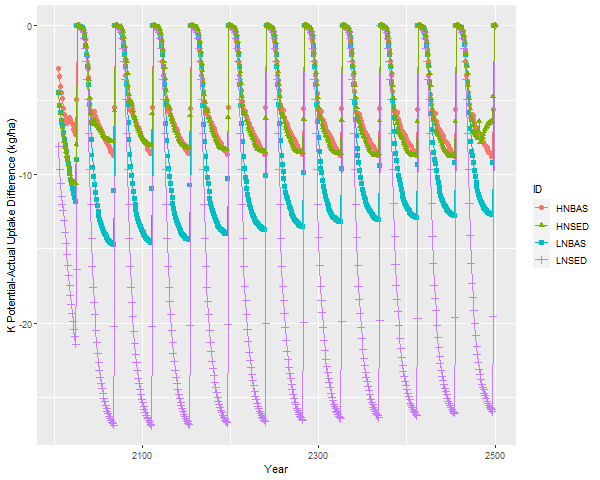 K Potential-Actual Uptake Difference (kg/ha)
0
-10
-20
2100
2300
2500
Year
ID
HNBAS
HNSED
LNBAS
LNSED